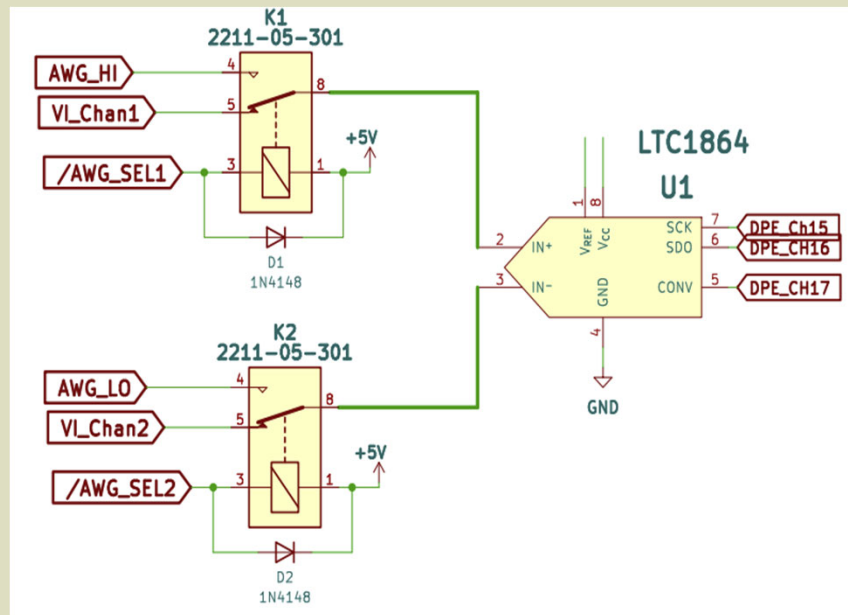 K1
2211-05-301
AWG_HI
4
8
VI_Chan1
5
+5V
/AWG_SEL1
3
1
D1
1N4148
LTC1864
U1
1
8
VREF
VCC
SCK
7
DPE_Ch15
SDO
6
DPE_CH16
2
IN+
3
IN-
GND
CONV
5
DPE_CH17
4
GND
K2
2211-05-301
AWG_LO
4
8
VI_Chan2
5
+5V
/AWG_SEL2
3
1
D2
1N4148